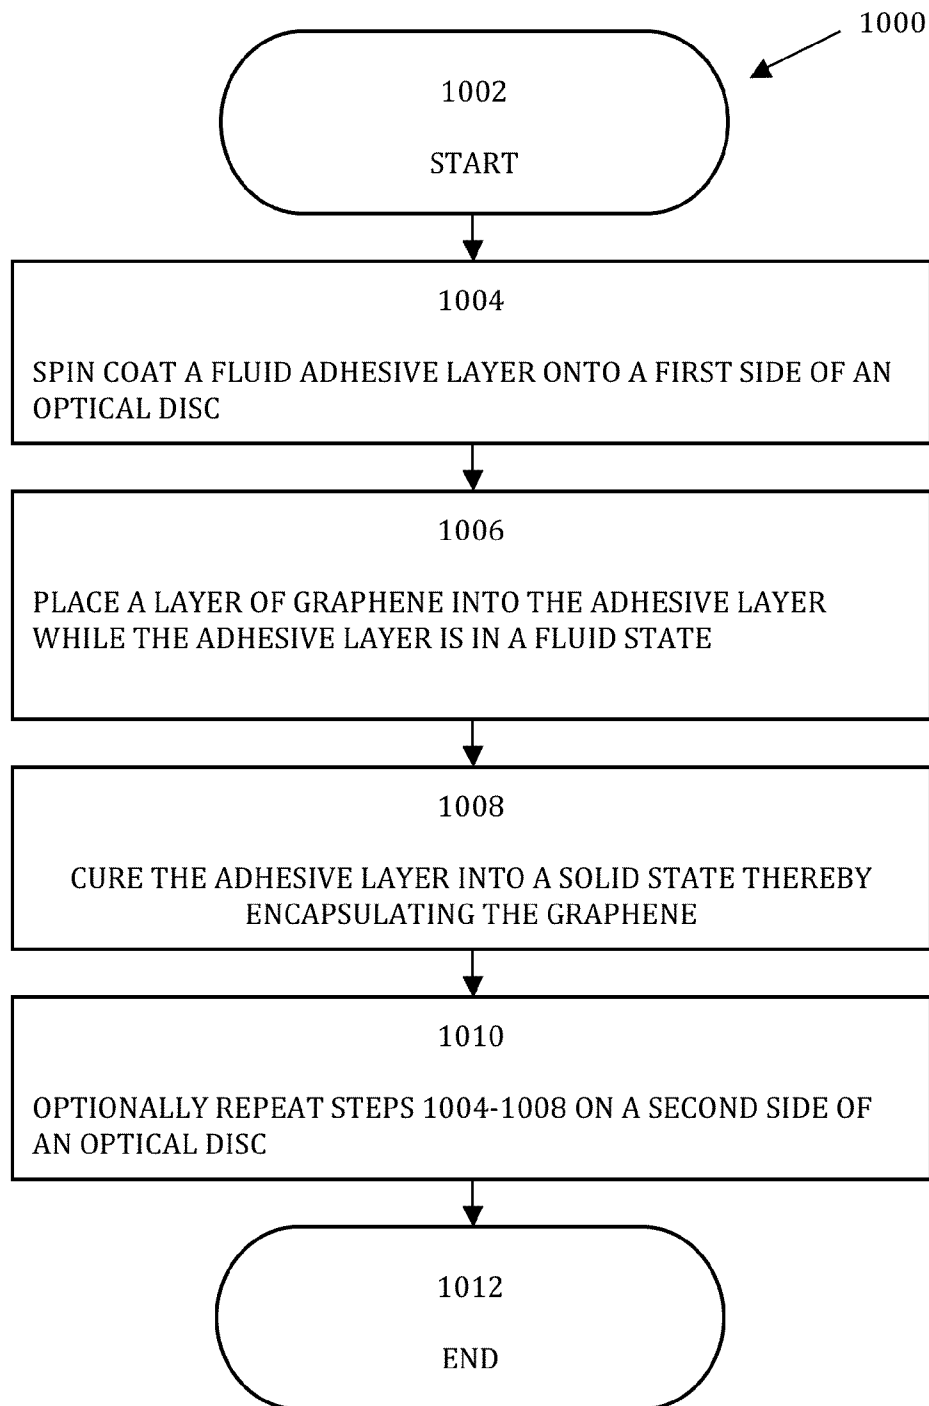 1000
1002
START
1004
SPIN COAT A FLUID ADHESIVE LAYER ONTO A FIRST SIDE OF AN
OPTICAL DISC
1006
PLACE A LAYER OF GRAPHENE INTO THE ADHESIVE LAYER
WHILE THE ADHESIVE LAYER IS IN A FLUID STATE
1008
CURE THE ADHESIVE LAYER INTO A SOLID STATE THEREBY
ENCAPSULATING THE GRAPHENE
1010
OPTIONALLY REPEAT STEPS 1004-1008 ON A SECOND SIDE OF
AN OPTICAL DISC
1012
END